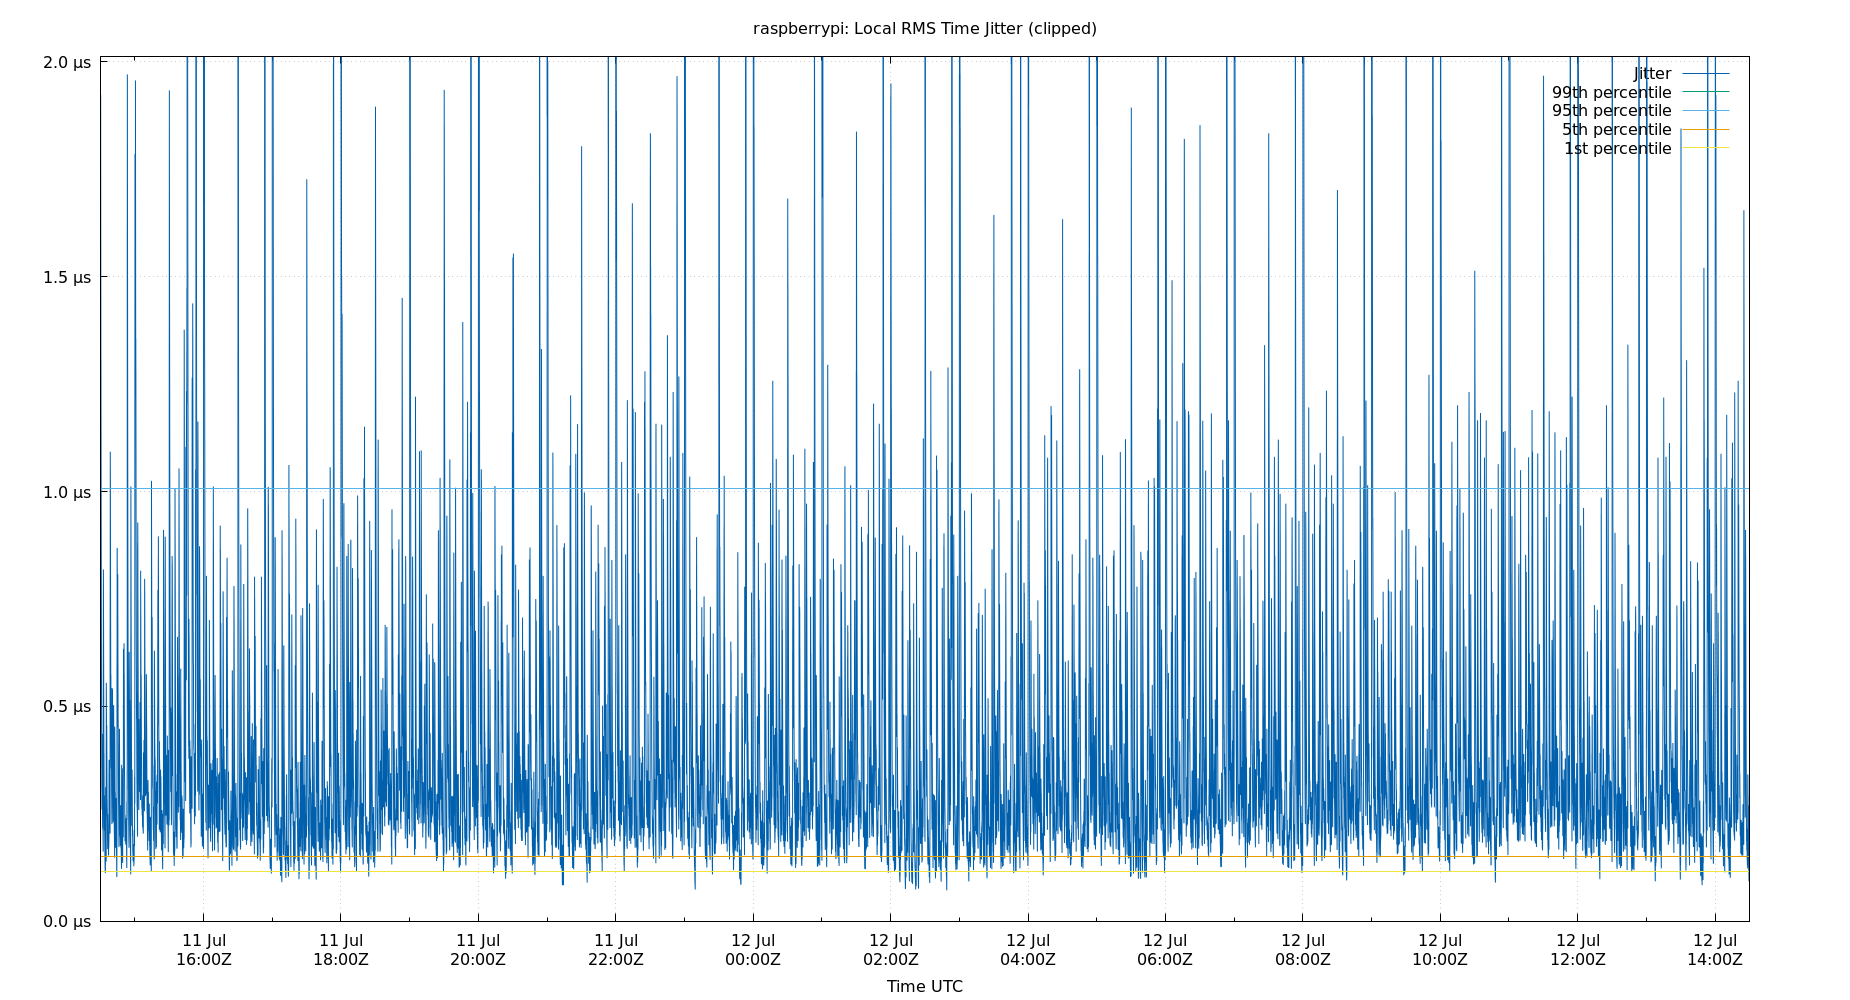 raspberrypi: Local RMS Time Jitter (clipped)
2.0 μs
1.5 μs
1.0 μs
0.5 μs
0.0 μs
Jitter
99th percentile
95th percentile
5th percentile
1st percentile
11 Jul 16:00Z
11 Jul 18:00Z
11 Jul 20:00Z
11 Jul 22:00Z
12 Jul 00:00Z
12 Jul 02:00Z
12 Jul 04:00Z
12 Jul 06:00Z
12 Jul 08:00Z
12 Jul 10:00Z
12 Jul 12:00Z
12 Jul 14:00Z
Time UTC